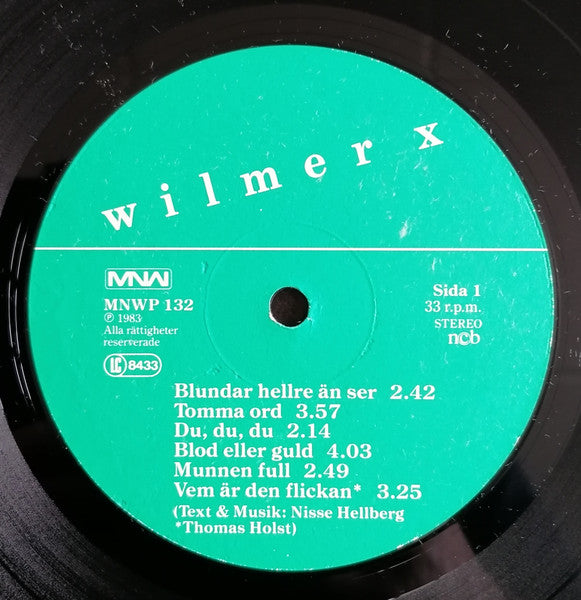 wilmer x
MNW
MNWP 132
℗ 1983
Alla rättigheter
reserverade
LC 8433
Sida 1
33 r.p.m.
STEREO
ncb
Blundar hellre än ser 2.42
Tomma ord 3.57
Du, du, du 2.14
Blod eller guld 4.03
Munnen full 2.49
Vem är den flickan* 3.25
(Text & Musik: Nisse Hellberg
*Thomas Holst)